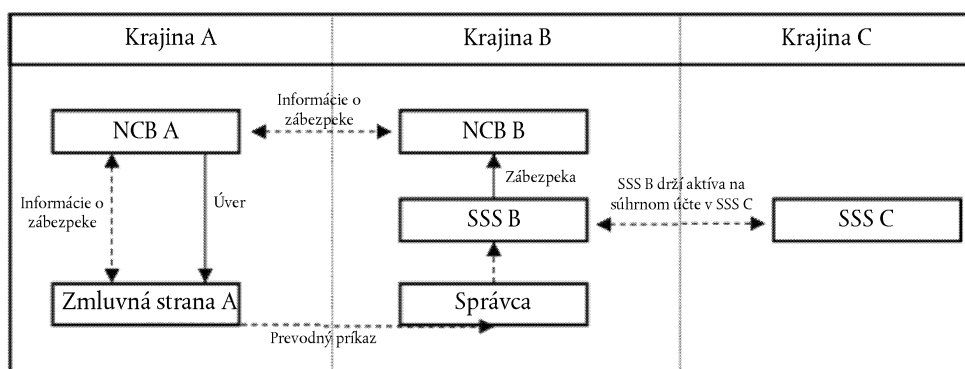 Krajina A
Krajina B
Krajina C
NCB A
Informácie o
zábezpeke
NCB B
Informácie o
zábezpeke
Úver
Zábezpeka
SSS B
SSS B drží aktíva na
súhrnom účte v SSS C
SSS C
Zmluvná strana A
Správca
Prevodný príkaz